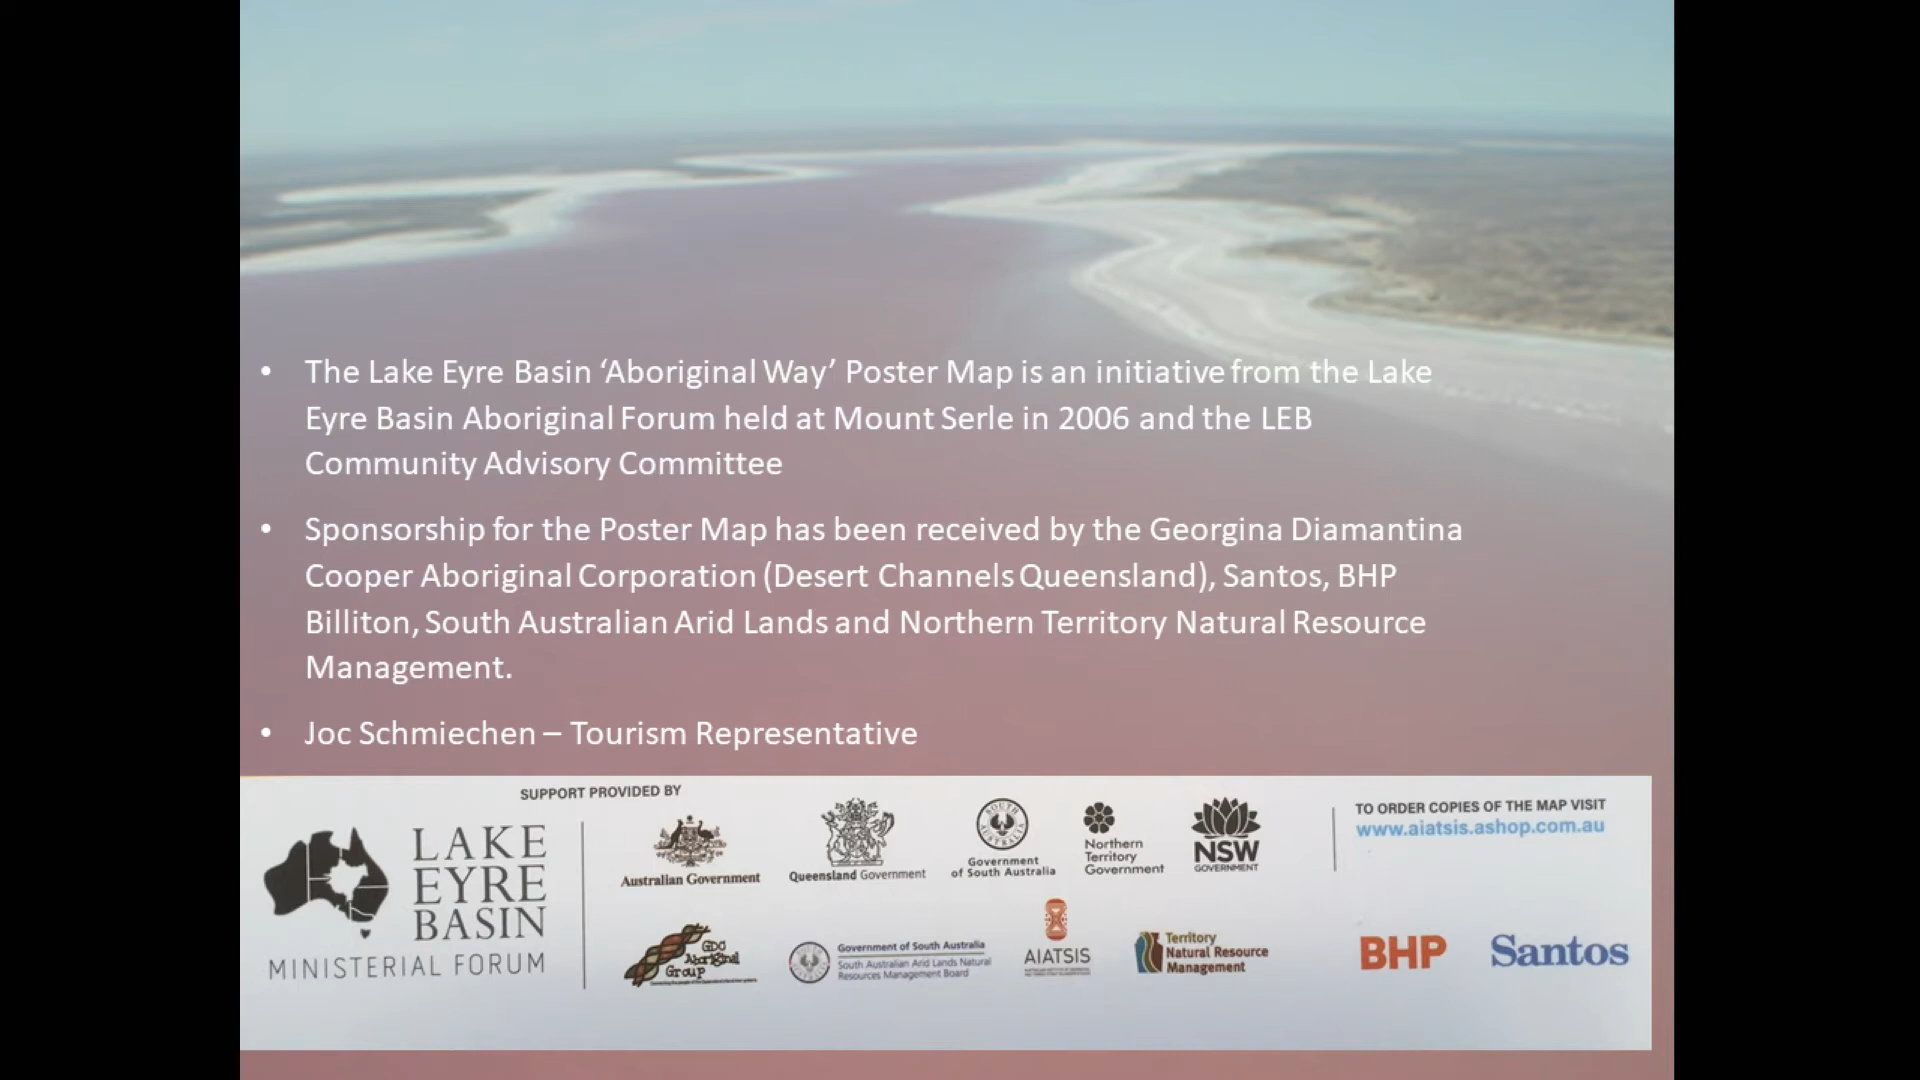 • The Lake Eyre Basin ‘Aboriginal Way’ Poster Map is an initiative from the Lake
Eyre Basin Aboriginal Forum held at Mount Serle in 2006 and the LEB
Community Advisory Committee
• Sponsorship for the Poster Map has been received by the Georgina Diamantina
Cooper Aboriginal Corporation (Desert Channels Queensland), Santos, BHP
Billiton, South Australian Arid Lands and Northern Territory Natural Resource
Management.
• Joc Schmiechen – Tourism Representative
SUPPORT PROVIDED BY
LAKE
EYRE
BASIN
MINISTERIAL FORUM
Australian Government
Queensland Government
SOUTH AUSTRALIA
Government
of South Australia
Northern
Territory
Government
NSW
GOVERNMENT
TO ORDER COPIES OF THE MAP VISIT
www.aiatsis.ashop.com.au
GDC
Aboriginal
Group
Government of South Australia
South Australian Arid Lands Natural
Resources Management Board
AIATSIS
Territory
Natural Resource
Management
BHP
Santos